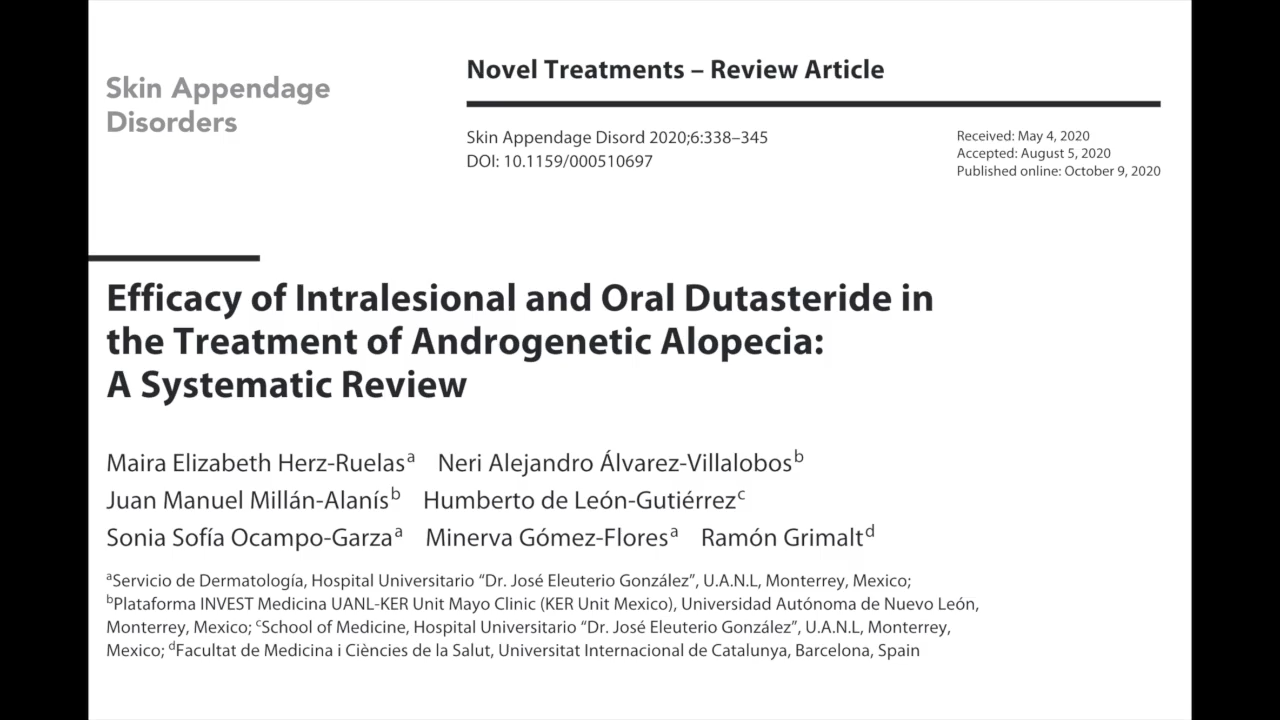 Skin Appendage
Disorders
Novel Treatments – Review Article
Skin Appendage Disord 2020;6:338–345
DOI: 10.1159/000510697
Received: May 4, 2020
Accepted: August 5, 2020
Published online: October 9, 2020
Efficacy of Intralesional and Oral Dutasteride in
the Treatment of Androgenetic Alopecia:
A Systematic Review
Maira Elizabeth Herz-Ruelasᵃ Neri Alejandro Álvarez-Villalobosᵇ
Juan Manuel Millán-Alanísᵇ Humberto de León-Gutiérrezᶜ
Sonia Sofía Ocampo-Garzaᵃ Minerva Gómez-Floresᵃ Ramón Grimaltᵈ
ᵃServicio de Dermatología, Hospital Universitario “Dr. José Eleuterio González”, U.A.N.L, Monterrey, Mexico;
ᵇPlataforma INVEST Medicina UANL-KER Unit Mayo Clinic (KER Unit Mexico), Universidad Autónoma de Nuevo León,
Monterrey, Mexico; ᶜSchool of Medicine, Hospital Universitario “Dr. José Eleuterio González”, U.A.N.L, Monterrey,
Mexico; ᵈFacultat de Medicina i Ciències de la Salut, Universitat Internacional de Catalunya, Barcelona, Spain